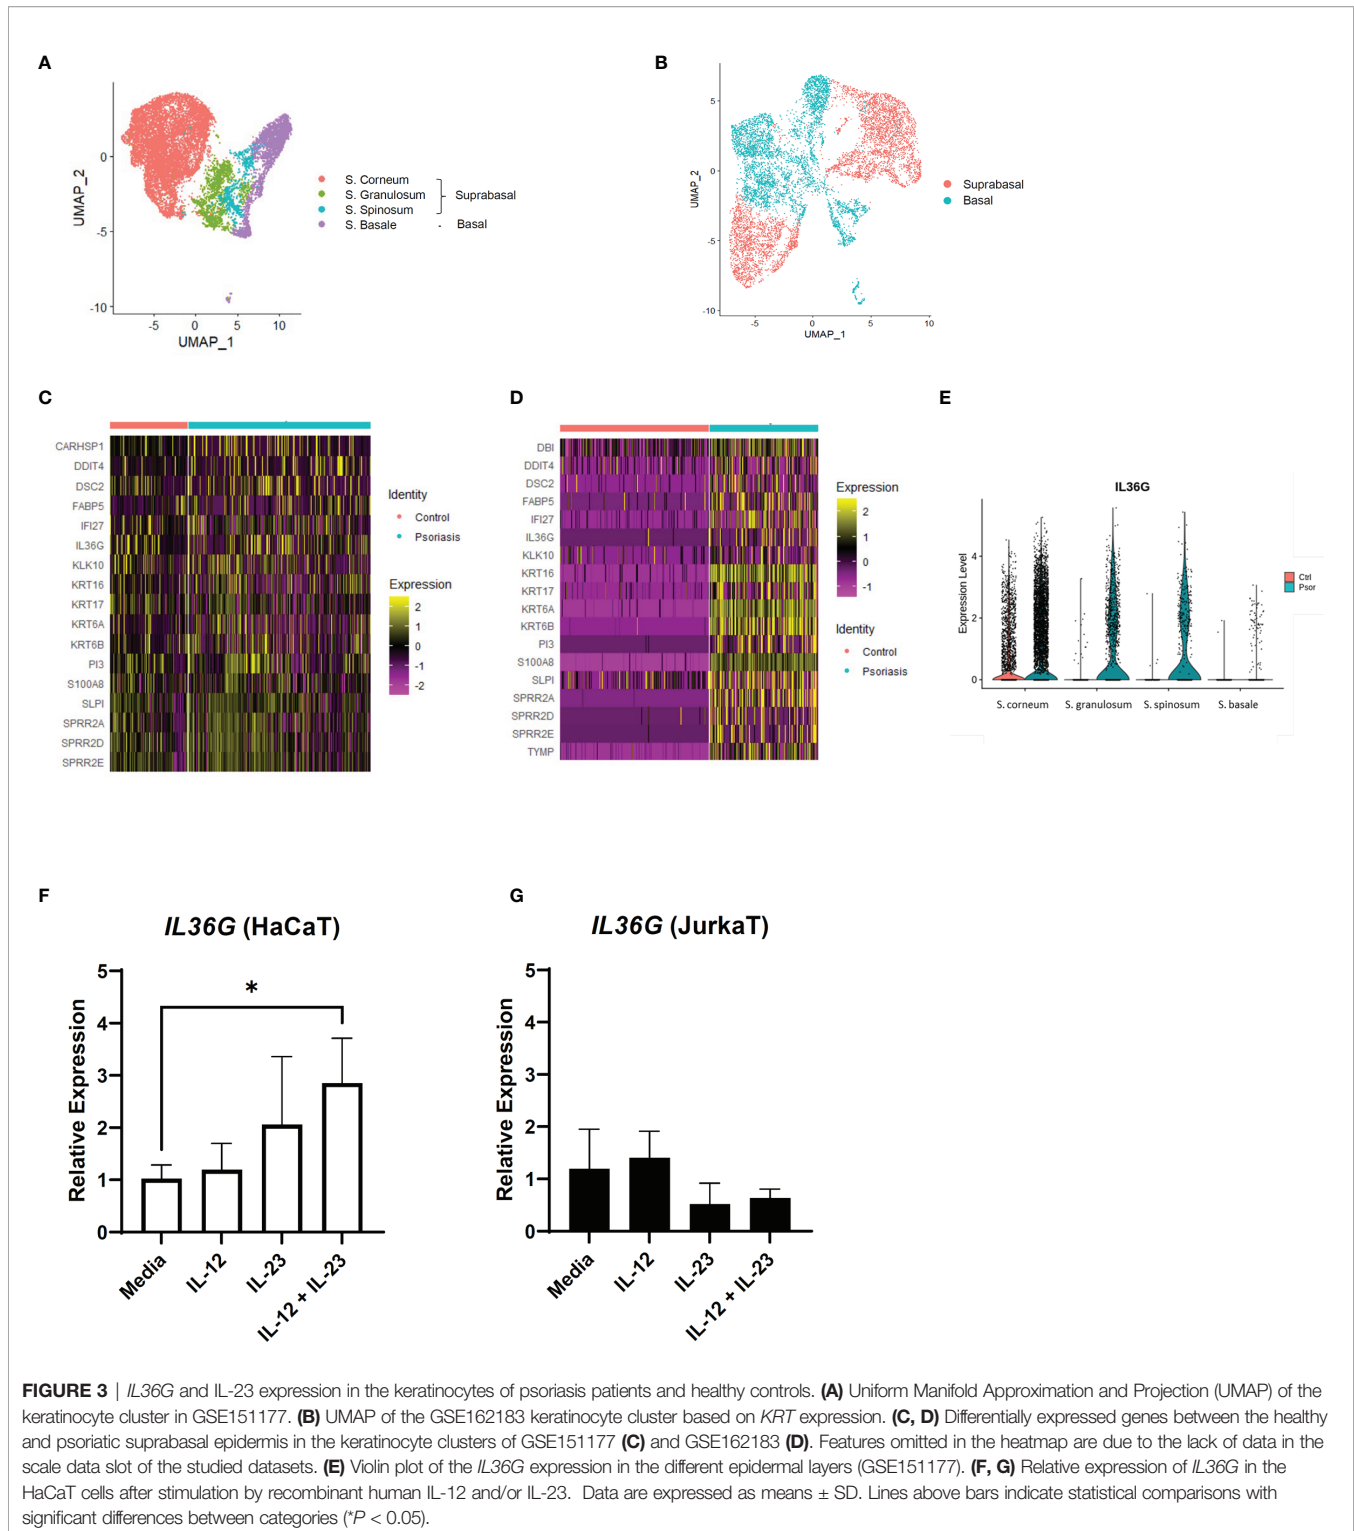 A
0
-5
-10
UMAP_2
-5
0
5
10
UMAP_1
S. Corneum
S. Granulosum
S. Spinosum
S. Basale
Suprabasal
- Basal
B
5
0
-5
-10
UMAP_2
-5
0
5
10
UMAP_1
Suprabasal
Basal
C
CARHSP1
DDIT4
DSC2
FABP5
IFI27
IL36G
KLK10
KRT16
KRT17
KRT6A
KRT6B
PI3
S100A8
SLPI
SPRR2A
SPRR2D
SPRR2E
Identity
Control
Psoriasis
Expression
2
1
0
-1
-2
D
DBI
DDIT4
DSC2
FABP5
IFI27
IL36G
KLK10
KRT16
KRT17
KRT6A
KRT6B
PI3
S100A8
SLPI
SPRR2A
SPRR2D
SPRR2E
TYMP
Expression
2
1
0
-1
Identity
Control
Psoriasis
E
IL36G
Expression Level
4
2
0
S. corneum
S. granulosum
S. spinosum
S. basale
Ctrl
Psor
F
IL36G (HaCaT)
Relative Expression
5
4
3
2
1
0
*
Media
IL-12
IL-23
IL-12 + IL-23
G
IL36G (JurkaT)
Relative Expression
5
4
3
2
1
0
Media
IL-12
IL-23
IL-12 + IL-23
FIGURE 3 | IL36G and IL-23 expression in the keratinocytes of psoriasis patients and healthy controls. (A) Uniform Manifold Approximation and Projection (UMAP) of the
keratinocyte cluster in GSE151177. (B) UMAP of the GSE162183 keratinocyte cluster based on KRT expression. (C, D) Differentially expressed genes between the healthy
and psoriatic suprabasal epidermis in the keratinocyte clusters of GSE151177 (C) and GSE162183 (D). Features omitted in the heatmap are due to the lack of data in the
scale data slot of the studied datasets. (E) Violin plot of the IL36G expression in the different epidermal layers (GSE151177). (F, G) Relative expression of IL36G in the
HaCaT cells after stimulation by recombinant human IL-12 and/or IL-23. Data are expressed as means ± SD. Lines above bars indicate statistical comparisons with
significant differences between categories (*P < 0.05).